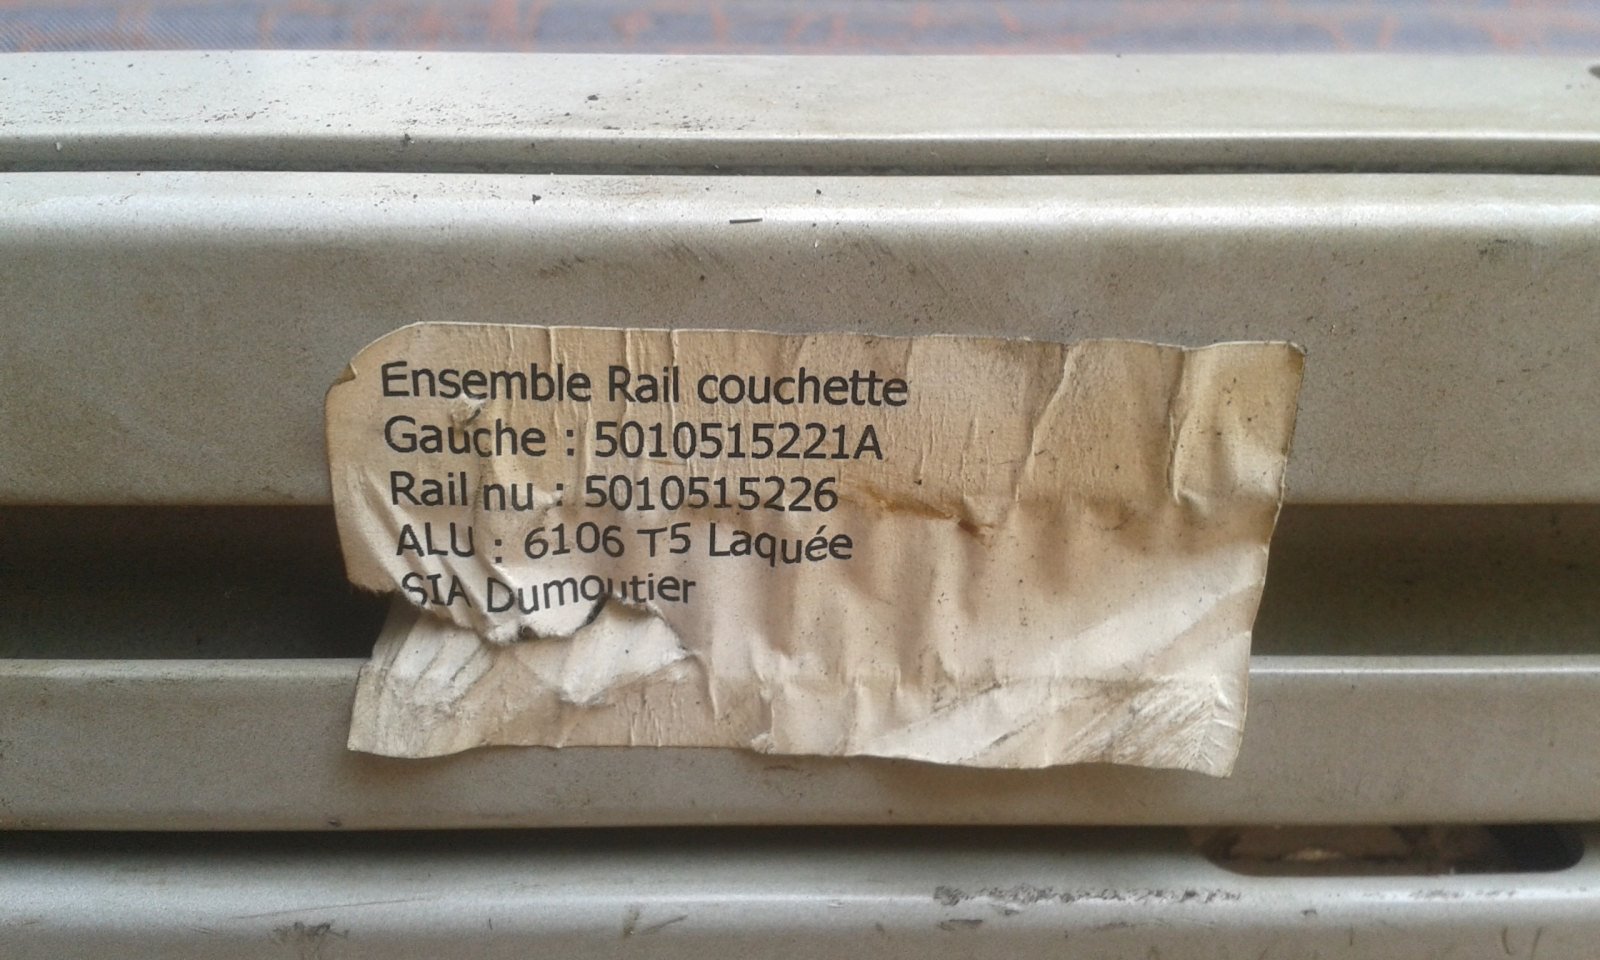 Ensemble Rail couchette
Gauche : 5010515221A
Rail nu : 5010515226
ALU : 6106 T5 Laquée
SIA Dumoutier